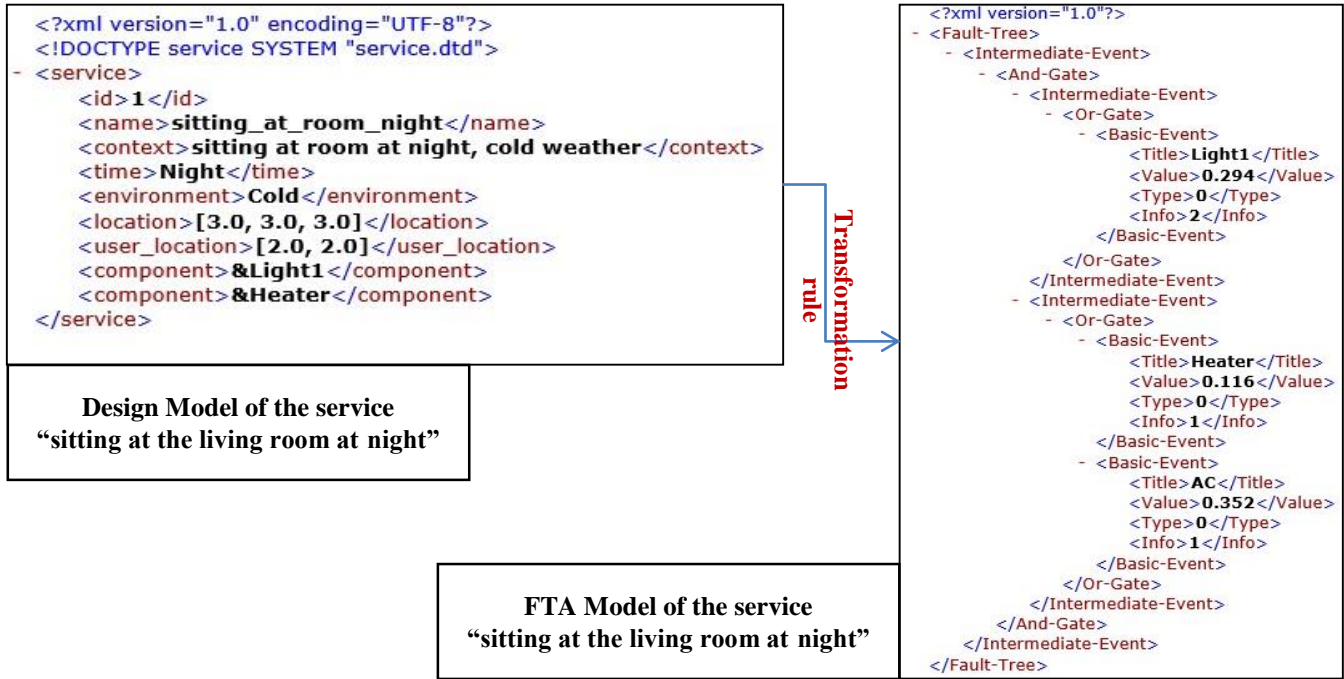 <?xml version="1.0" encoding="UTF-8"?>
<!DOCTYPE service SYSTEM "service.dtd">
- <service>
<id>1</id>
<name>sitting_at_room_night</name>
<context>sitting at room at night, cold weather</context>
<time>Night</time>
<environment>Cold</environment>
<location>[3.0, 3.0, 3.0]</location>
<user_location>[2.0, 2.0]</user_location>
<component>&Light1</component>
<component>&Heater</component>
</service>
Design Model of the service
“sitting at the living room at night”
Transformation
rule
<?xml version="1.0"?>
- <Fault-Tree>
- <Intermediate-Event>
- <And-Gate>
- <Intermediate-Event>
- <Or-Gate>
- <Basic-Event>
<Title>Light1</Title>
<Value>0.294</Value>
<Type>0</Type>
<Info>2</Info>
</Basic-Event>
</Or-Gate>
</Intermediate-Event>
- <Intermediate-Event>
- <Or-Gate>
- <Basic-Event>
<Title>Heater</Title>
<Value>0.116</Value>
<Type>0</Type>
<Info>1</Info>
</Basic-Event>
- <Basic-Event>
<Title>AC</Title>
<Value>0.352</Value>
<Type>0</Type>
<Info>1</Info>
</Basic-Event>
</Or-Gate>
</Intermediate-Event>
</And-Gate>
</Intermediate-Event>
</Fault-Tree>
FTA Model of the service
“sitting at the living room at night”